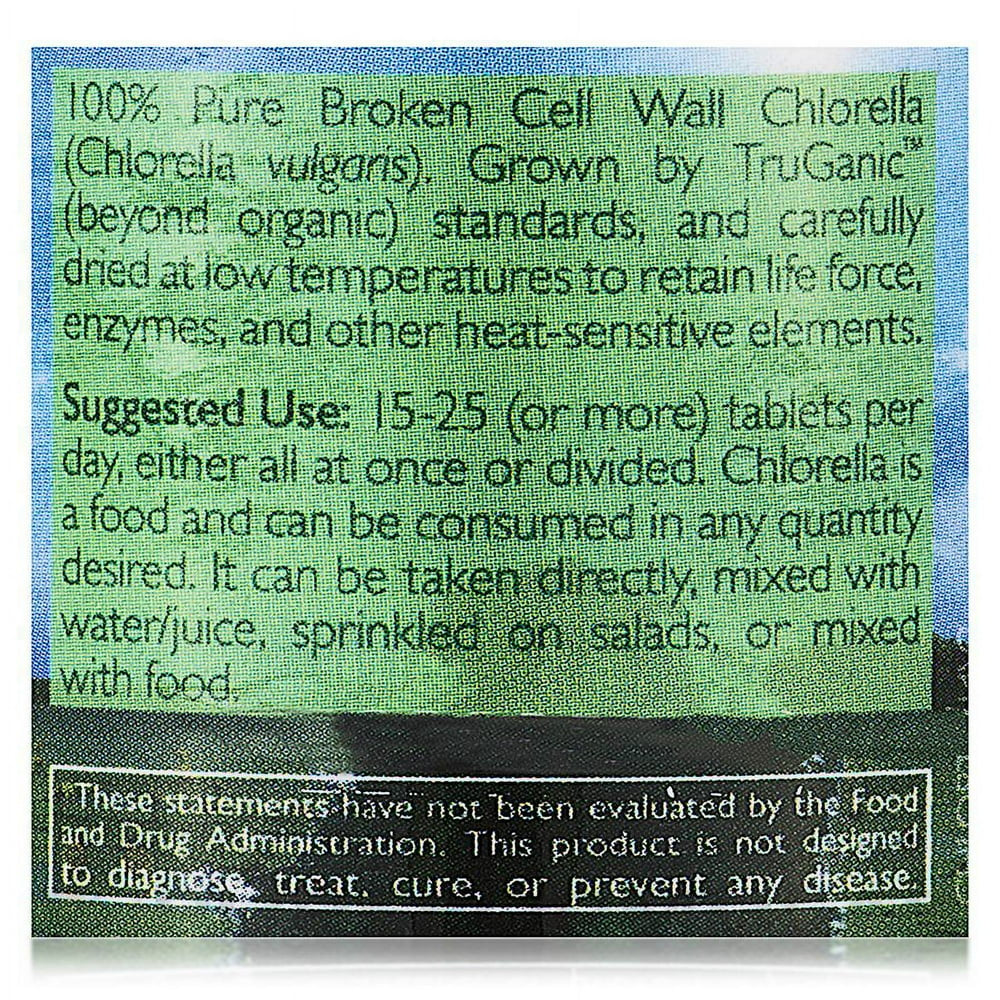 100% Pure Broken Cell Wall Chlorella
(Chlorella vulgaris). Grown by TruGanic™
(beyond organic) standards, and carefully
dried at low temperatures to retain life force,
enzymes, and other heat-sensitive elements.
Suggested Use: 15-25 (or more) tablets per
day, either all at once or divided. Chlorella is
a food and can be consumed in any quantity
desired. It can be taken directly, mixed with
water/juice, sprinkled on salads, or mixed
with food.
*These statements have not been evaluated by the Food
and Drug Administration. This product is not designed
to diagnose, treat, cure, or prevent any disease.